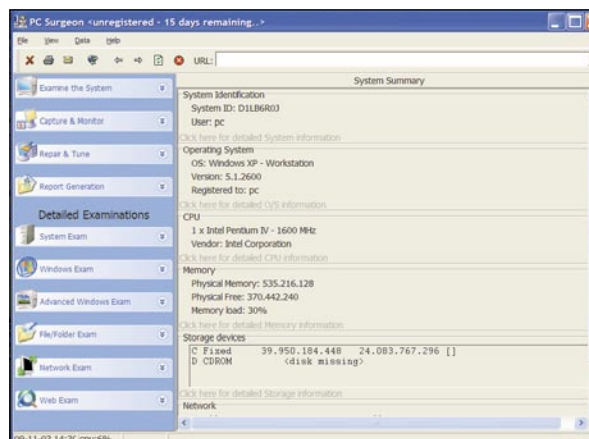 PC Surgeon <unregistered - 15 days remaining..>
File View Data Help
URL:
Examine the System
Capture & Monitor
Repair & Tune
Report Generation
Detailed Examinations
System Exam
Windows Exam
Advanced Windows Exam
File/Folder Exam
Network Exam
Web Exam
System Summary
System Identification
System ID: D1LB6R0J
User: pc
Click here for detailed System information
Operating System
OS: Windows XP - Workstation
Version: 5.1.2600
Registered to: pc
Click here for detailed O/S information
CPU
1 x Intel Pentium IV - 1600 MHz
Vendor: Intel Corporation
Click here for detailed CPU information
Memory
Physical Memory: 535.216.128
Physical Free: 370.442.240
Memory load: 30%
Click here for detailed Memory information
Storage devices
C Fixed 39.950.184.448 24.083.767.296 []
D CDROM <disk missing>
Click here for detailed Storage information
Network